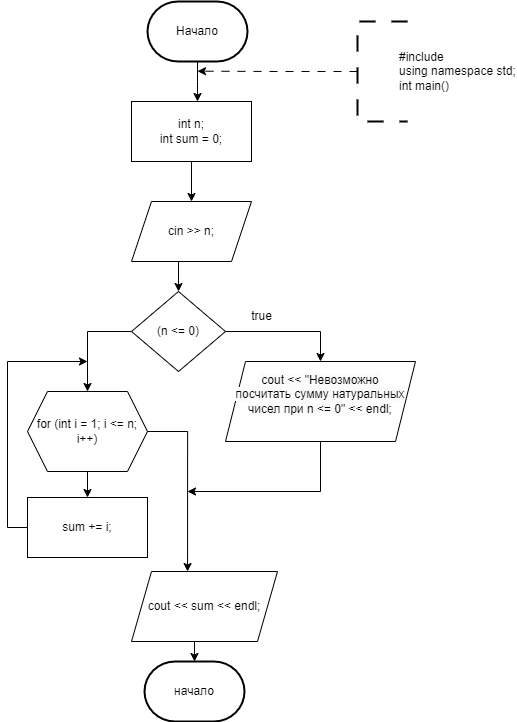 Начало
#include
using namespace std;
int main()
int n;
int sum = 0;
cin >> n;
(n <= 0)
true
cout << "Невозможно
посчитать сумму натуральных
чисел при n <= 0" << endl;
for (int i = 1; i <= n;
i++)
sum += i;
cout << sum << endl;
начало